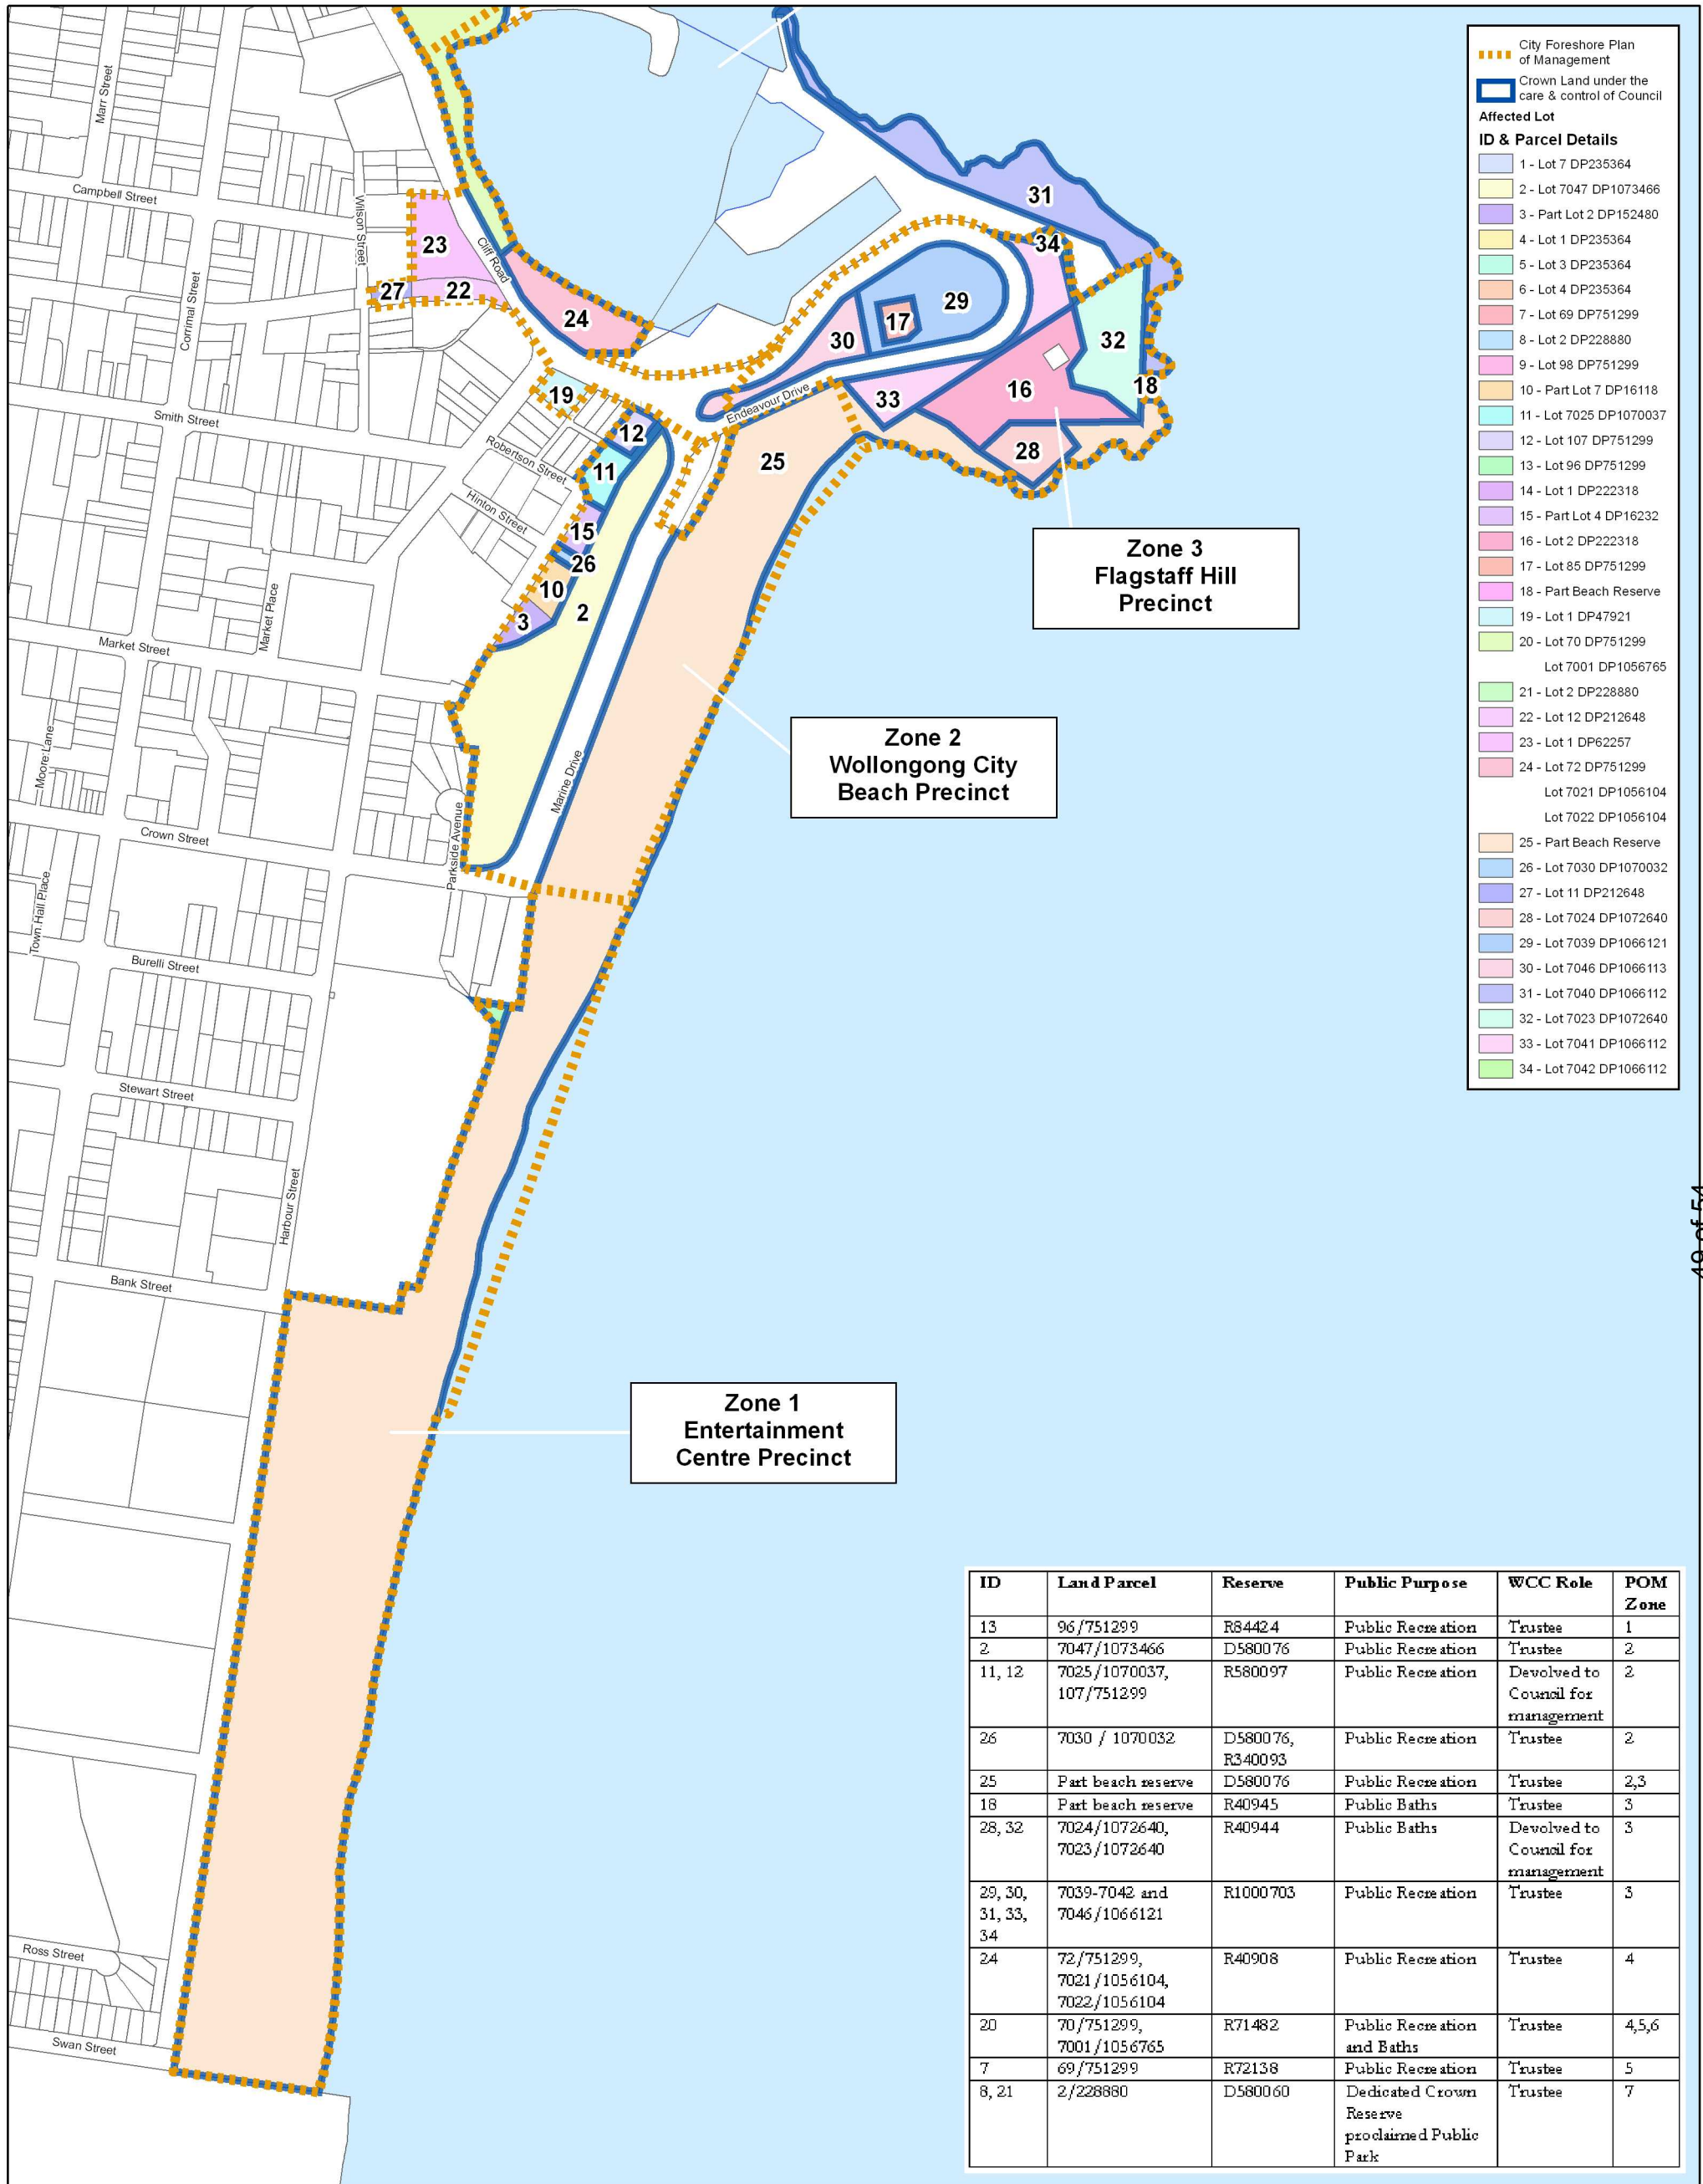 City Foreshore Plan
of Management
Crown Land under the
care & control of Council
Affected Lot
ID & Parcel Details
1 - Lot 7 DP235364
2 - Lot 7047 DP1073466
3 - Part Lot 2 DP152480
4 - Lot 1 DP235364
5 - Lot 3 DP235364
6 - Lot 4 DP235364
7 - Lot 69 DP751299
8 - Lot 2 DP228880
9 - Lot 98 DP751299
10 - Part Lot 7 DP16118
11 - Lot 7025 DP1070037
12 - Lot 107 DP751299
13 - Lot 96 DP751299
14 - Lot 1 DP222318
15 - Part Lot 4 DP16232
16 - Lot 2 DP222318
17 - Lot 85 DP751299
18 - Part Beach Reserve
19 - Lot 1 DP47921
20 - Lot 70 DP751299
Lot 7001 DP1056765
21 - Lot 2 DP228880
22 - Lot 12 DP212648
23 - Lot 1 DP62257
24 - Lot 72 DP751299
Lot 7021 DP1056104
Lot 7022 DP1056104
25 - Part Beach Reserve
26 - Lot 7030 DP1070032
27 - Lot 11 DP212648
28 - Lot 7024 DP1072640
29 - Lot 7039 DP1066121
30 - Lot 7046 DP1066113
31 - Lot 7040 DP1066112
32 - Lot 7023 DP1072640
33 - Lot 7041 DP1066112
34 - Lot 7042 DP1066112
Marr Street
Campbell Street
Wilson Street
Corrimal Street
Cliff Road
23
27
22
24
31
34
29
17
30
32
18
16
33
28
Endeavour Drive
19
Smith Street
Robertson Street
Hinton Street
12
11
15
26
10
3
2
25
Market Place
Market Street
Moore Lane
Marine Drive
Crown Street
Parkside Avenue
Town Hall Place
Burelli Street
Stewart Street
Harbour Street
Bank Street
Ross Street
Swan Street
Zone 3
Flagstaff Hill
Precinct
Zone 2
Wollongong City
Beach Precinct
Zone 1
Entertainment
Centre Precinct
49 of 54
ID Land Parcel Reserve Public Purpose WCC Role POM
Zone
13 96/751299 R84424 Public Recreation Trustee 1
2 7047/1073466 D580076 Public Recreation Trustee 2
11, 12 7025/1070037, R580097 Public Recreation Devolved to 2
107/751299 Council for
management
26 7030 / 1070032 D580076, Public Recreation Trustee 2
R340093
25 Part beach reserve D580076 Public Recreation Trustee 2,3
18 Part beach reserve R40945 Public Baths Trustee 3
28, 32 7024/1072640, R40944 Public Baths Devolved to 3
7023/1072640 Council for
management
29, 30, 7039-7042 and R1000703 Public Recreation Trustee 3
31, 33, 7046/1066121
34
24 72/751299, R40908 Public Recreation Trustee 4
7021/1056104,
7022/1056104
20 70/751299, R71482 Public Recreation Trustee 4,5,6
7001/1056765 and Baths
7 69/751299 R72138 Public Recreation Trustee 5
8, 21 2/228880 D580060 Dedicated Crown Trustee 7
Reserve
proclaimed Public
Park